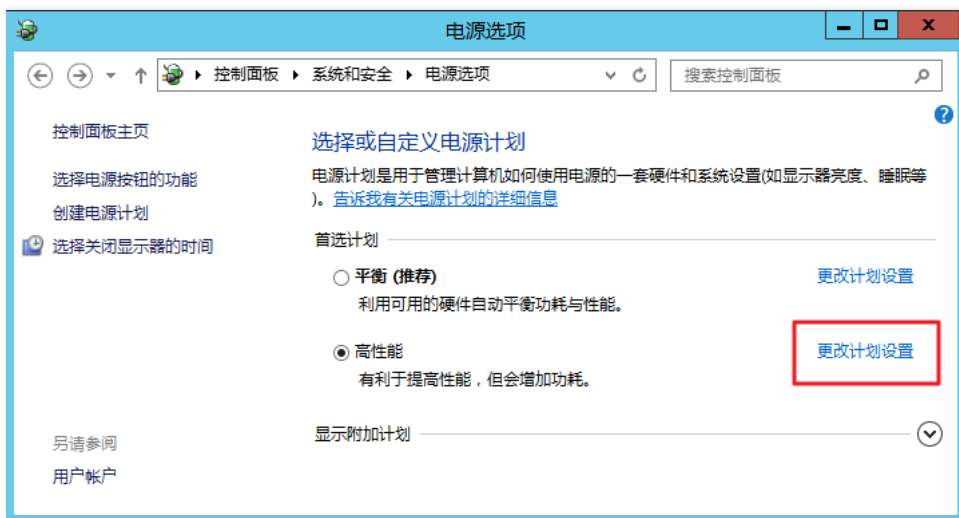 电源选项
控制面板 系统和安全 电源选项
搜索控制面板
控制面板主页
选择电源按钮的功能
创建电源计划
选择关闭显示器的时间
选择或自定义电源计划
电源计划是用于管理计算机如何使用电源的一套硬件和系统设置(如显示器亮度、睡眠等
)。告诉我有关电源计划的详细信息
首选计划
平衡 (推荐)
更改计划设置
利用可用的硬件自动平衡功耗与性能。
高性能
更改计划设置
有利于提高性能，但会增加功耗。
显示附加计划
另请参阅
用户帐户